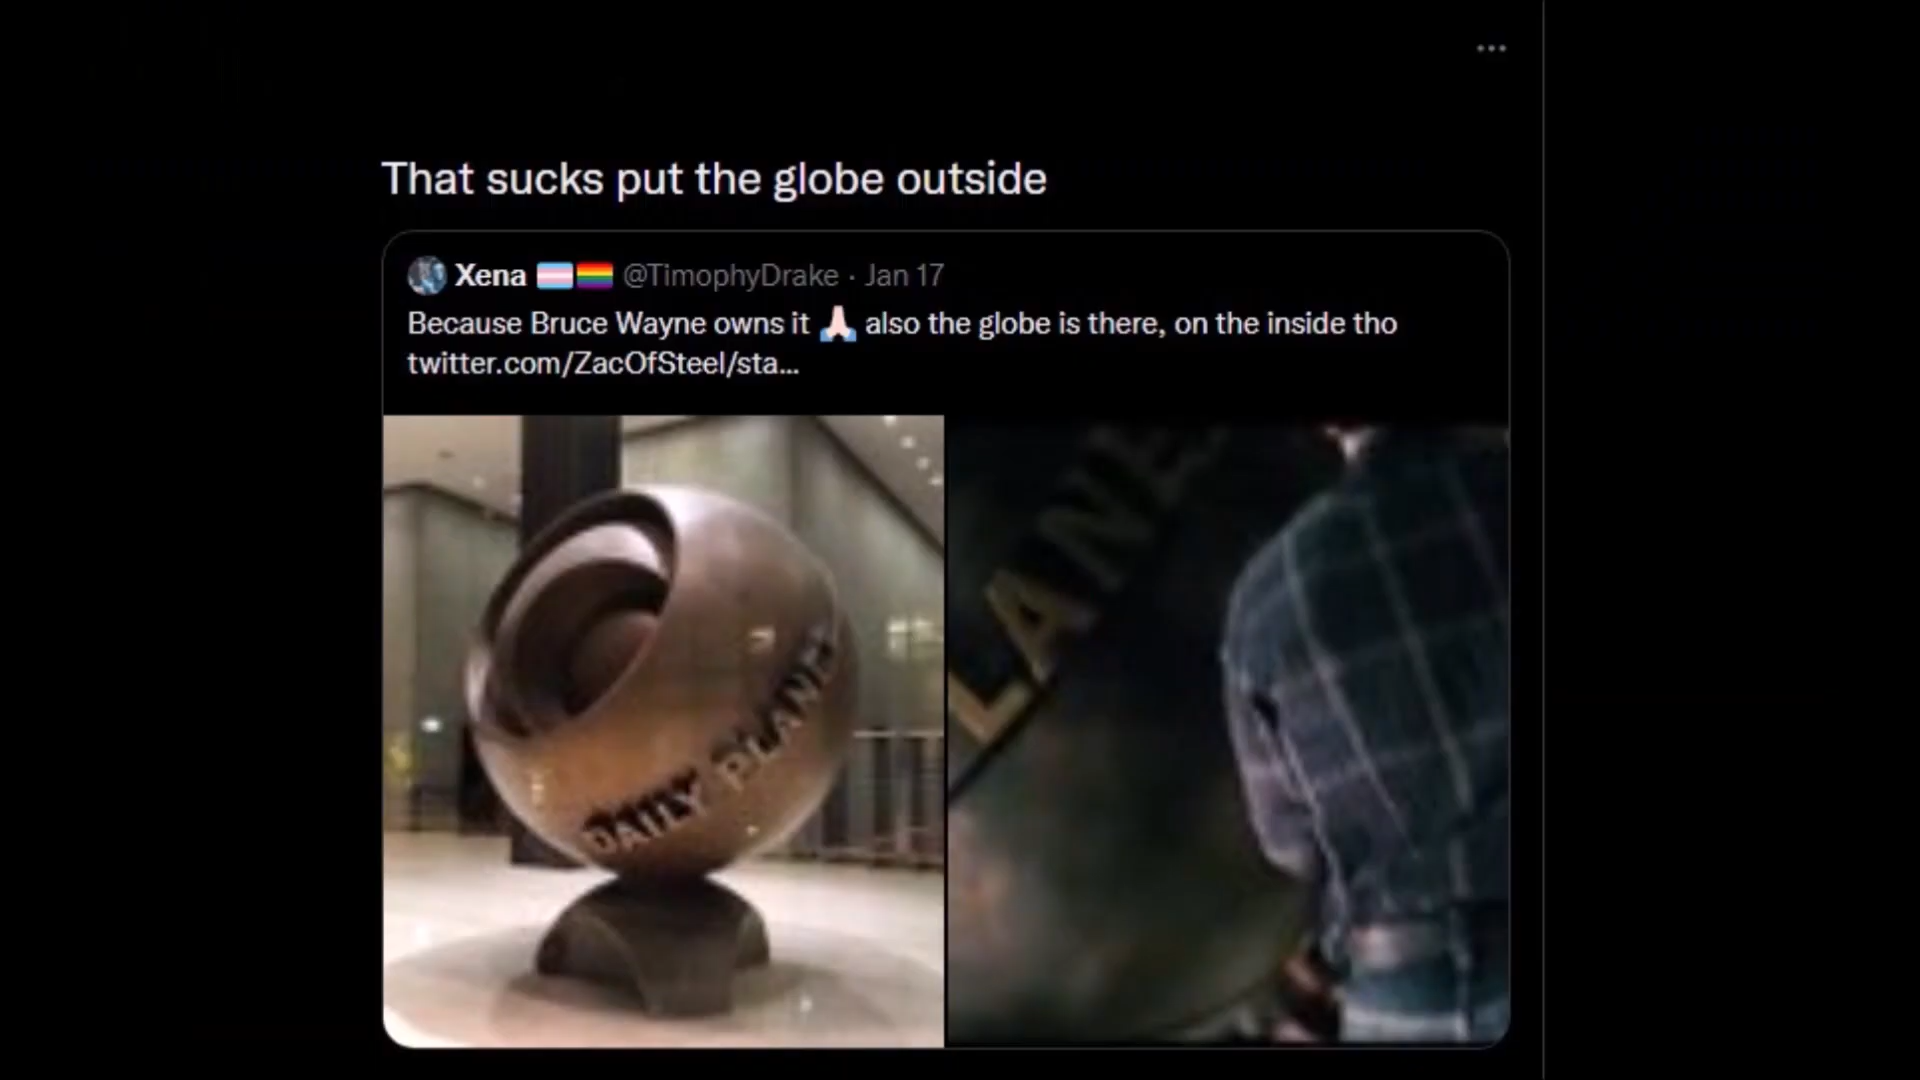 That sucks put the globe outside
Xena 🏳️‍⚧️🏳️‍🌈 @TimophyDrake · Jan 17
Because Bruce Wayne owns it 🙏🏻 also the globe is there, on the inside tho
twitter.com/ZacOfSteel/sta...
DAILY PLANET
LANE